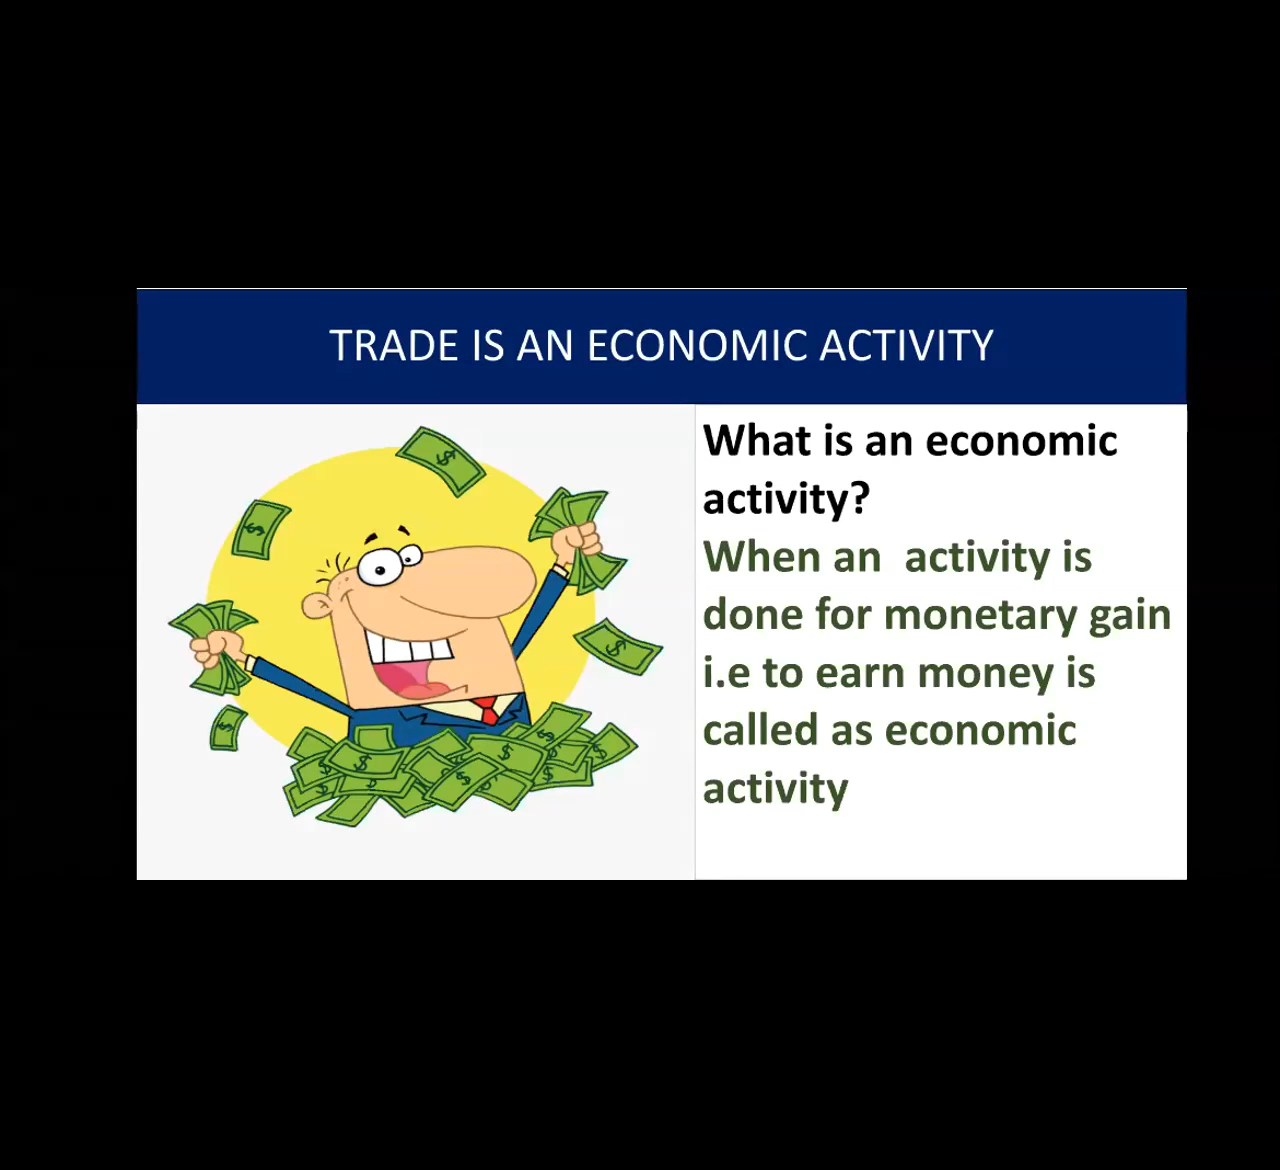 TRADE IS AN ECONOMIC ACTIVITY
What is an economic
activity?
When an  activity is
done for monetary gain
i.e to earn money is
called as economic
activity